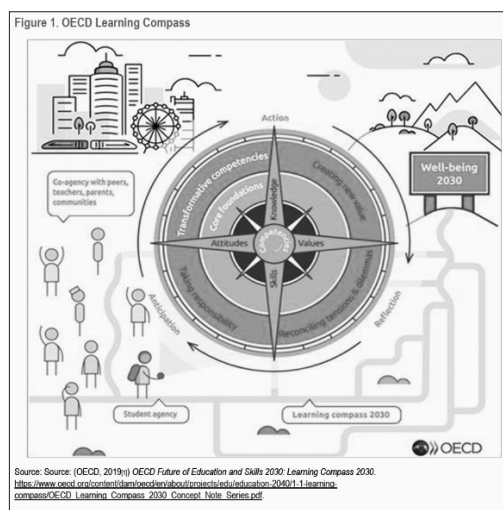 Figure 1. OECD Learning Compass
Action
Co-agency with peers,
teachers, parents,
communities
Transformative competencies
Core foundations
Creating new value
Knowledge
Well-being
2030
Attitudes
Competencies
Values
Skills
Taking responsibility
Reconciling tensions & dilemmas
Anticipation
Reflection
Student agency
Learning compass 2030
OECD
Source: Source: (OECD, 2019[1]) OECD Future of Education and Skills 2030: Learning Compass 2030.
https://www.oecd.org/content/dam/oecd/en/about/projects/edu/education-2040/1-1-learning-
compass/OECD_Learning_Compass_2030_Concept_Note_Series.pdf.